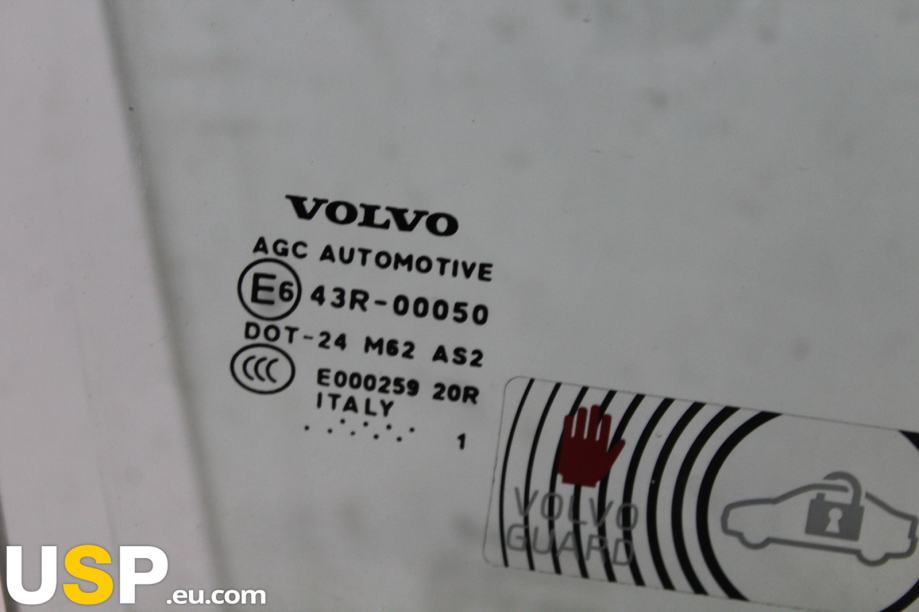 VOLVO
AGC AUTOMOTIVE
E6 43R-00050
DOT-24 M62 AS2
CCC E000259 20R
ITALY
1
VOLVO
GUARD
USP.eu.com